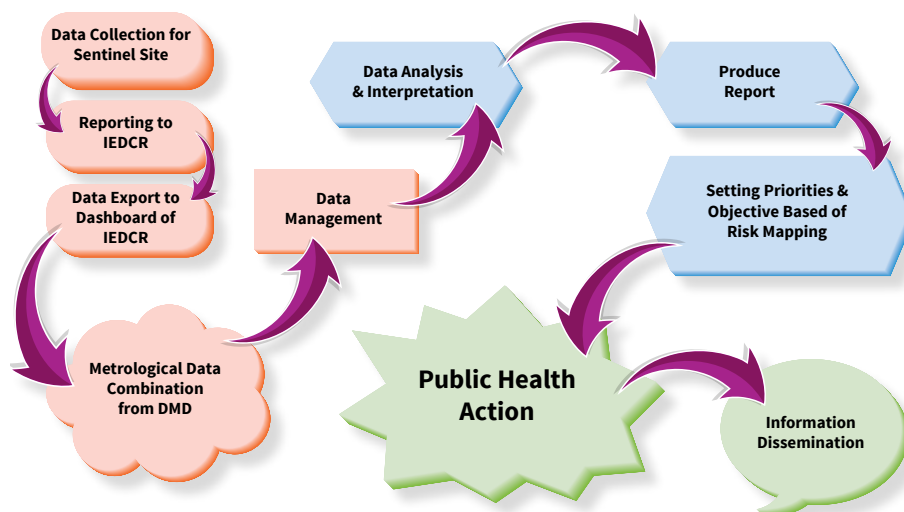 Data Collection for
Sentinel Site
Reporting to
IEDCR
Data Export to
Dashboard of
IEDCR
Metrological Data
Combination
from DMD
Data
Management
Data Analysis
& Interpretation
Produce
Report
Setting Priorities &
Objective Based of
Risk Mapping
Public Health
Action
Information
Dissemination